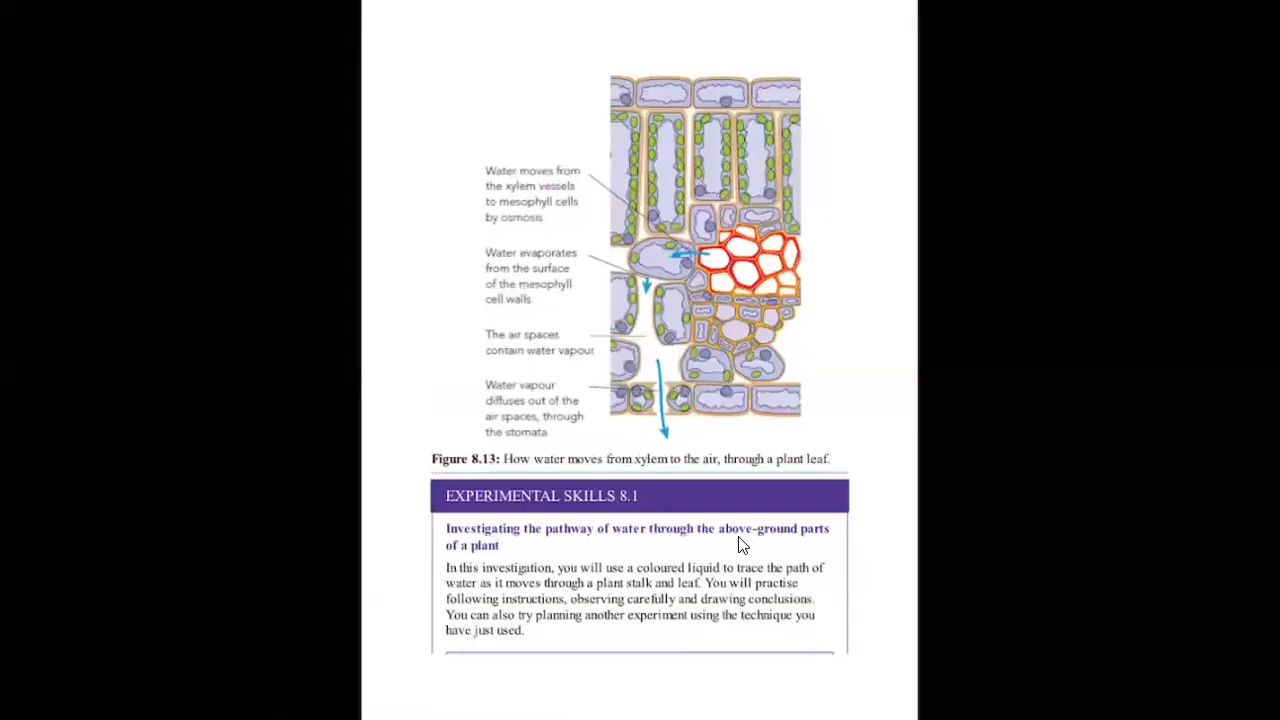 Water moves from
the xylem vessels
to mesophyll cells
by osmosis.
Water evaporates
from the surface
of the mesophyll
cell walls.
The air spaces
contain water vapour.
Water vapour
diffuses out of the
air spaces, through
the stomata.
Figure 8.13: How water moves from xylem to the air, through a plant leaf.
EXPERIMENTAL SKILLS 8.1
Investigating the pathway of water through the above-ground parts
of a plant
In this investigation, you will use a coloured liquid to trace the path of
water as it moves through a plant stalk and leaf. You will practise
following instructions, observing carefully and drawing conclusions.
You can also try planning another experiment using the technique you
have just used.